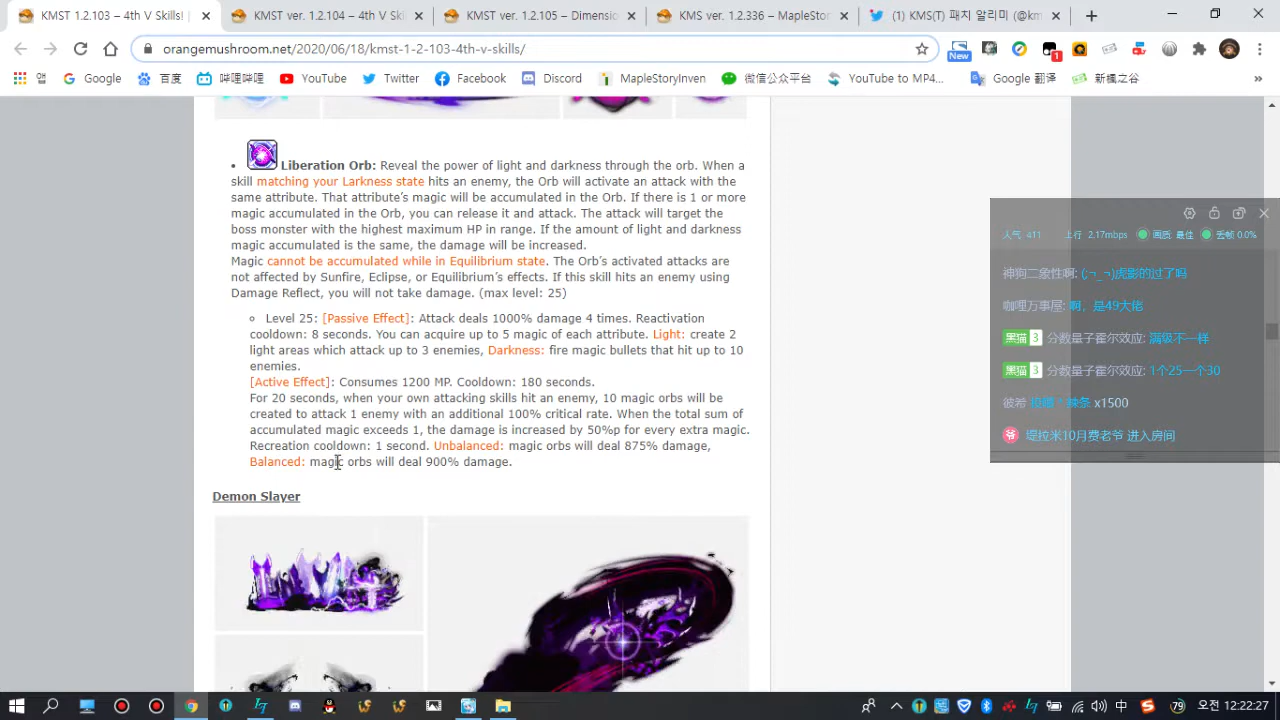 KMST 1.2.103 – 4th V Skills!
KMST ver. 1.2.104 – 4th V Ski
KMST ver. 1.2.105 – Dimensio
KMS ver. 1.2.336 – MapleStor
(1) KMS(T) 패치 알리미 (@km
orangemushroom.net/2020/06/18/kmst-1-2-103-4th-v-skills/
New
1
앱
Google
百度
哔哩哔哩
YouTube
Twitter
Facebook
Discord
MapleStoryInven
微信公众平台
YouTube to MP4...
Google 翻译
新楓之谷
»
Liberation Orb: Reveal the power of light and darkness through the orb. When a
skill matching your Larkness state hits an enemy, the Orb will activate an attack with the
same attribute. That attribute's magic will be accumulated in the Orb. If there is 1 or more
magic accumulated in the Orb, you can release it and attack. The attack will target the
boss monster with the highest maximum HP in range. If the amount of light and darkness
magic accumulated is the same, the damage will be increased.
Magic cannot be accumulated while in Equilibrium state. The Orb's activated attacks are
not affected by Sunfire, Eclipse, or Equilibrium's effects. If this skill hits an enemy using
Damage Reflect, you will not take damage. (max level: 25)
Level 25: [Passive Effect]: Attack deals 1000% damage 4 times. Reactivation
cooldown: 8 seconds. You can acquire up to 5 magic of each attribute. Light: create 2
light areas which attack up to 3 enemies, Darkness: fire magic bullets that hit up to 10
enemies.
[Active Effect]: Consumes 1200 MP. Cooldown: 180 seconds.
For 20 seconds, when your own attacking skills hit an enemy, 10 magic orbs will be
created to attack 1 enemy with an additional 100% critical rate. When the total sum of
accumulated magic exceeds 1, the damage is increased by 50%p for every extra magic.
Recreation cooldown: 1 second. Unbalanced: magic orbs will deal 875% damage,
Balanced: magic orbs will deal 900% damage.
Demon Slayer
人气 411 上行 2.17mbps 画质 最佳 丢帧 0.0%
神狗二象性啊: (;¬_¬)虎影的过了吗
咖哩万事屋: 啊，是49大佬
黑猫 3 分数量子霍尔效应: 满级不一样
黑猫 3 分数量子霍尔效应: 1个25一个30
彼希 辣条 x1500
爷 堤拉米10月费老爷 进入房间
中
79
오전 12:22:27